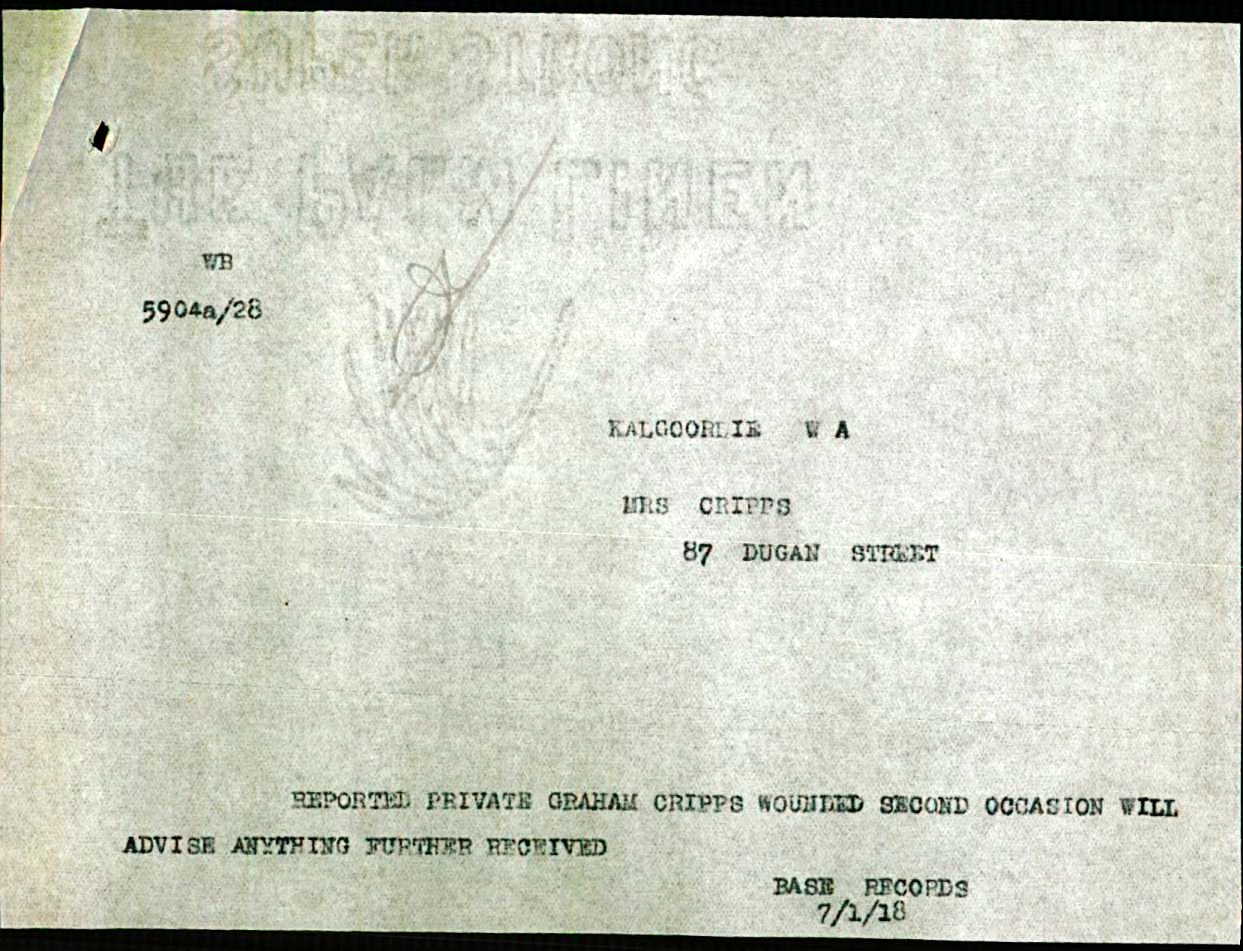 WB
5904a/28
KALGOORLIE W A
MRS CRIPPS
87 DUGAN STREET
REPORTED PRIVATE GRAHAM CRIPPS WOUNDED SECOND OCCASION WILL
ADVISE ANYTHING FURTHER RECEIVED
BASE RECORDS
7/1/18